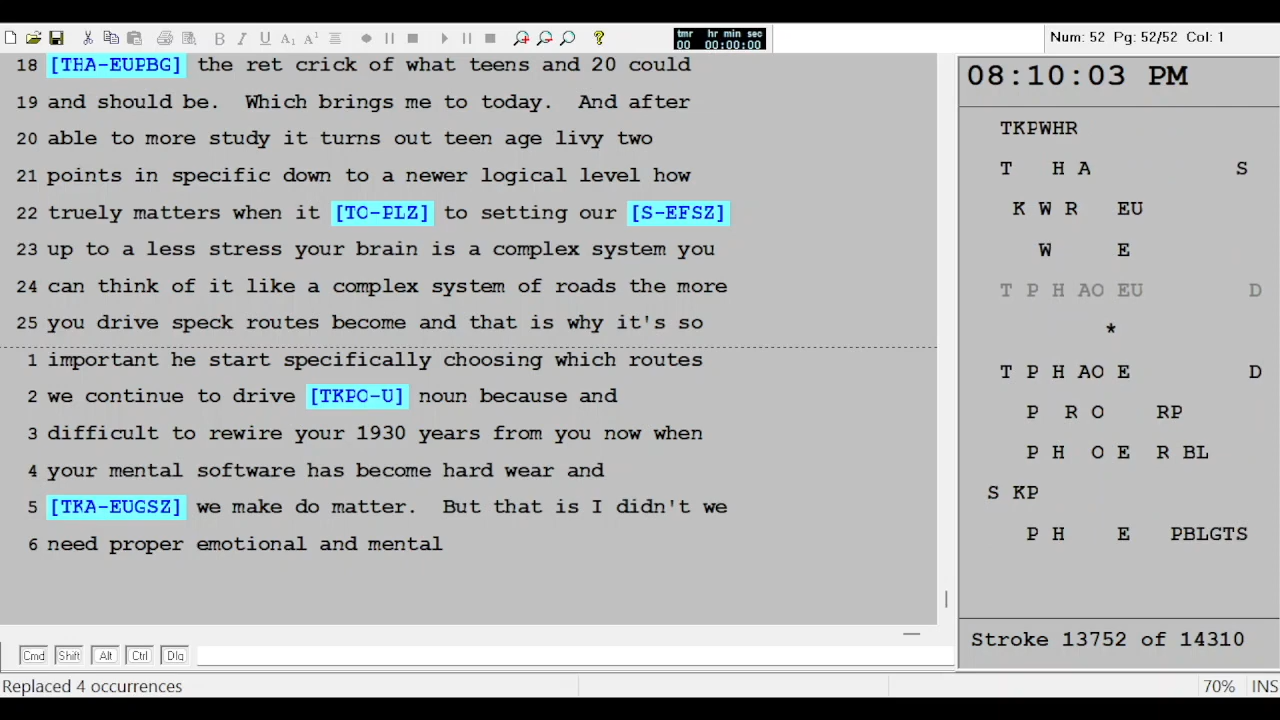 B I U A1 A1 ? tmr hr min sec Num: 52 Pg: 52/52 Col: 1
00 00:00:00
18 [THA-EUPBG] the ret crick of what teens and 20 could
19 and should be. Which brings me to today. And after
20 able to more study it turns out teen age livy two
21 points in specific down to a newer logical level how
22 truely matters when it [TO-PLZ] to setting our [S-EFSZ]
23 up to a less stress your brain is a complex system you
24 can think of it like a complex system of roads the more
25 you drive speck routes become and that is why it's so
1 important he start specifically choosing which routes
2 we continue to drive [TKPO-U] noun because and
3 difficult to rewire your 1930 years from you now when
4 your mental software has become hard wear and
5 [TKA-EUGSZ] we make do matter. But that is I didn't we
6 need proper emotional and mental
08:10:03 PM
TKPWHR
T H A S
K W R EU
W E
T P H AO EU D
*
T P H AO E D
P R O RP
P H O E R BL
S KP
P H E PBLGTS
Stroke 13752 of 14310
Cmd Shift Alt Ctrl Dlg
Replaced 4 occurrences 70% INS